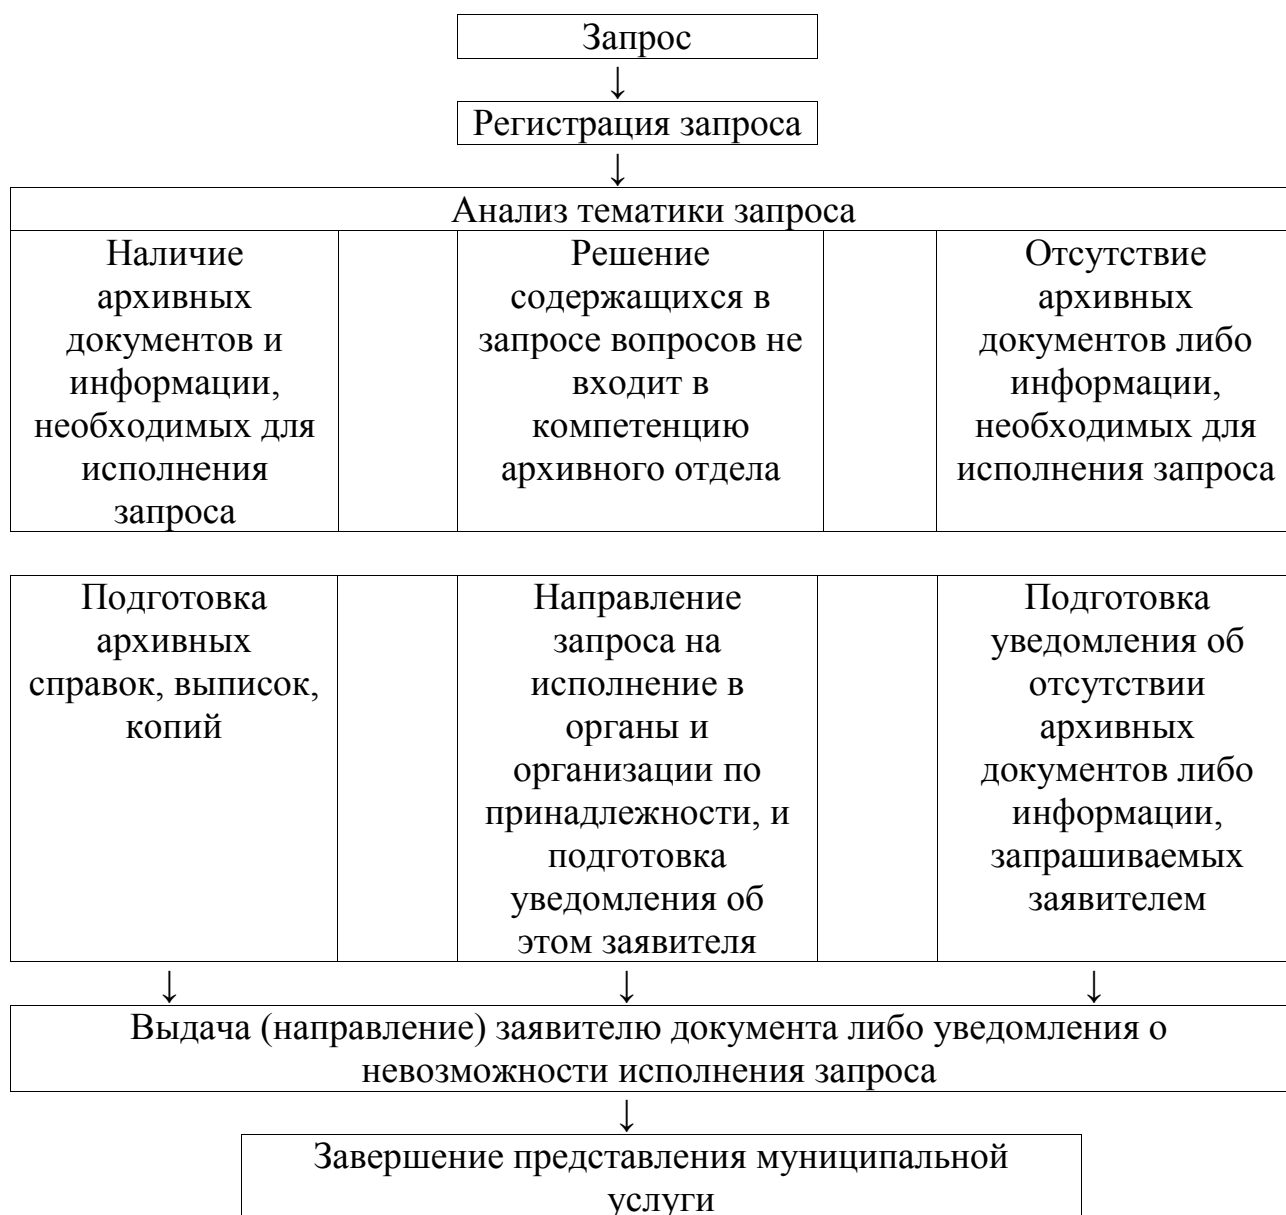 Запрос
↓
Регистрация запроса
↓
Анализ тематики запроса
Наличие
архивных
документов и
информации,
необходимых для
исполнения
запроса
Решение
содержащихся в
запросе вопросов не
входит в
компетенцию
архивного отдела
Отсутствие
архивных
документов либо
информации,
необходимых для
исполнения запроса
Подготовка
архивных
справок, выписок,
копий
Направление
запроса на
исполнение в
органы и
организации по
принадлежности, и
подготовка
уведомления об
этом заявителя
Подготовка
уведомления об
отсутствии
архивных
документов либо
информации,
запрашиваемых
заявителем
↓ ↓ ↓
Выдача (направление) заявителю документа либо уведомления о
невозможности исполнения запроса
↓
Завершение представления муниципальной
услуги